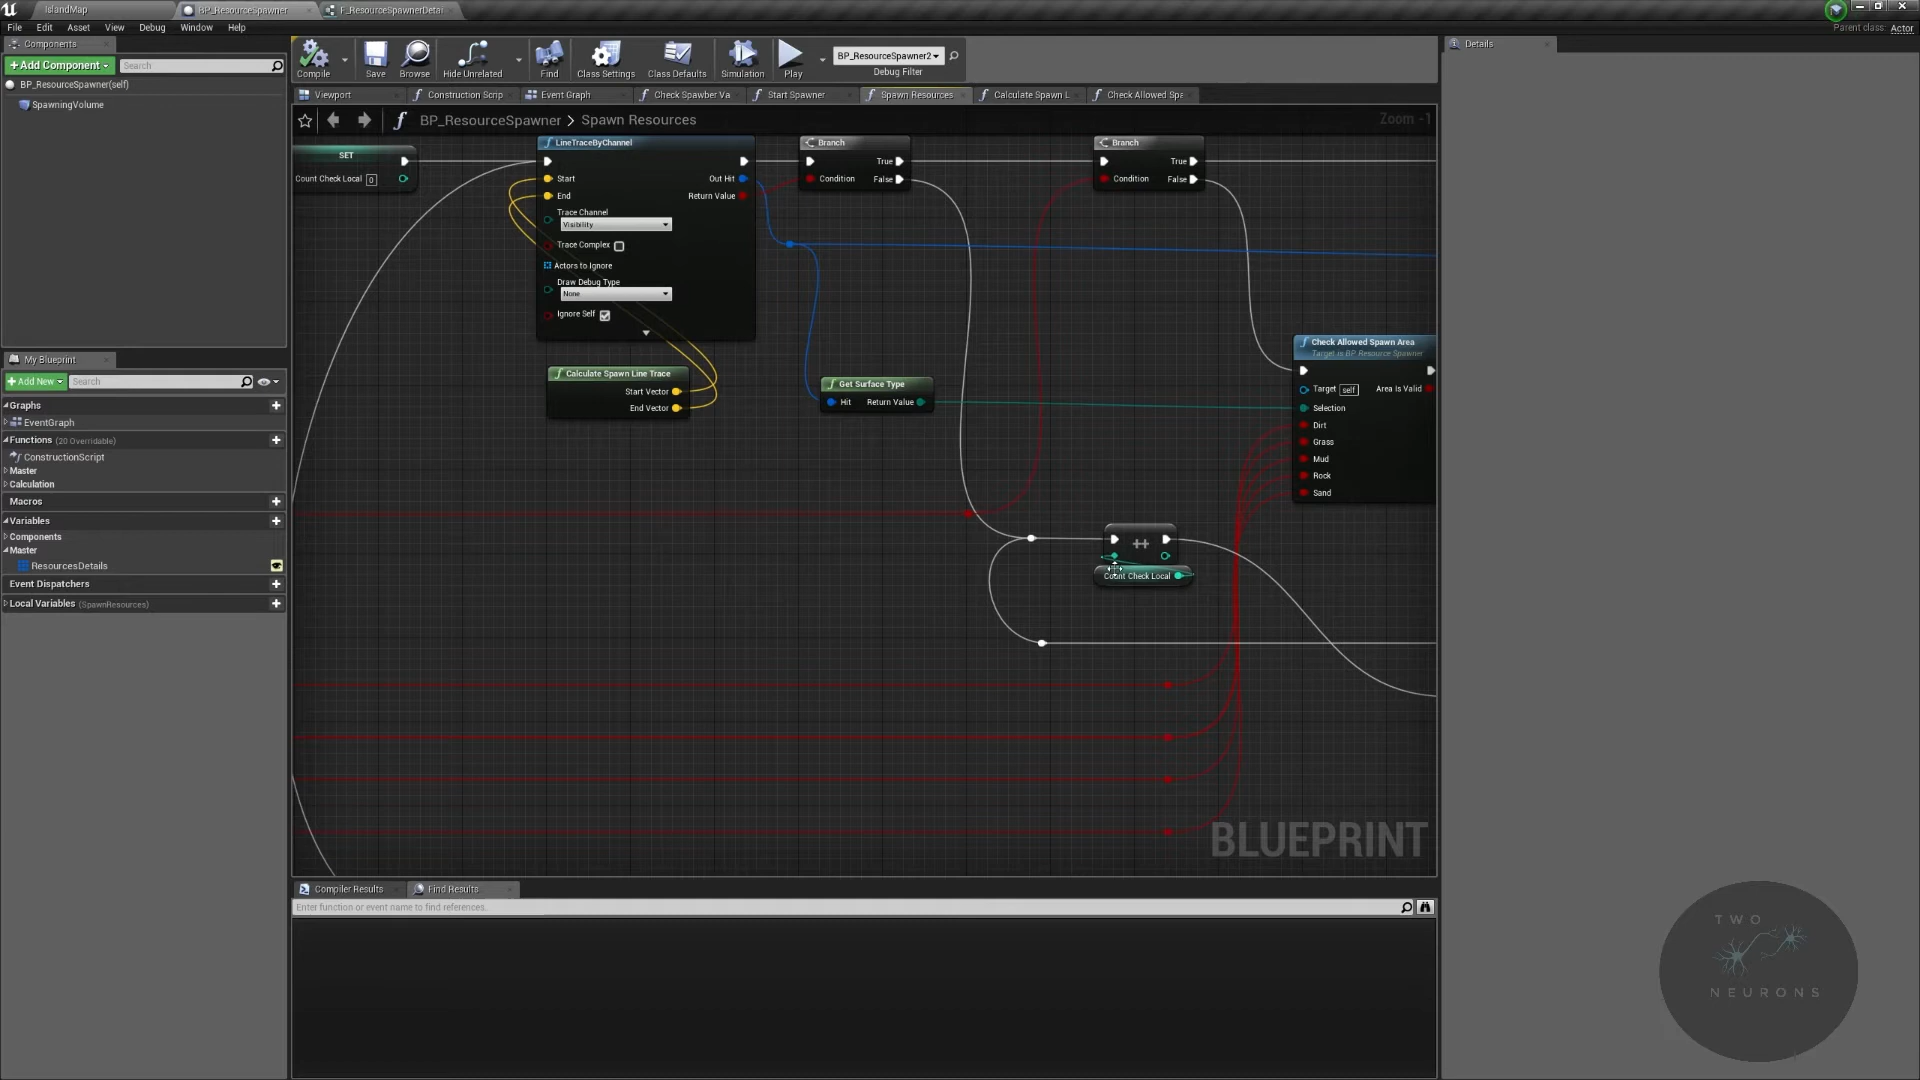 IslandMap
BP_ResourceSpawner
F_ResourceSpawnerDetai
File Edit Asset View Debug Window Help
Parent class: Actor
Components
+Add Component
Search
BP_ResourceSpawner(self)
SpawningVolume
Compile
Save
Browse
Hide Unrelated
Find
Class Settings
Class Defaults
Simulation
Play
BP_ResourceSpawner2
Debug Filter
Details
Viewport
Construction Scrip
Event Graph
Check Spawber Va
Start Spawner
Spawn Resources
Calculate Spawn L
Check Allowed Spa
BP_ResourceSpawner > Spawn Resources
Zoom -1
SET
Count Check Local 0
LineTraceByChannel
Start
End
Out Hit
Return Value
Trace Channel
Visibility
Trace Complex
Actors to Ignore
Draw Debug Type
None
Ignore Self
Branch
True
Condition
False
Branch
True
Condition
False
Calculate Spawn Line Trace
Start Vector
End Vector
Get Surface Type
Hit
Return Value
Check Allowed Spawn Area
Target is BP Resource Spawner
Target self
Area Is Valid
Selection
Dirt
Grass
Mud
Rock
Sand
++
Count Check Local
BLUEPRINT
My Blueprint
+Add New
Search
Graphs
EventGraph
Functions (20 Overridable)
ConstructionScript
Master
Calculation
Macros
Variables
Components
Master
ResourcesDetails
Event Dispatchers
Local Variables (SpawnResources)
Compiler Results
Find Results
Enter function or event name to find references.
TWO
NEURONS